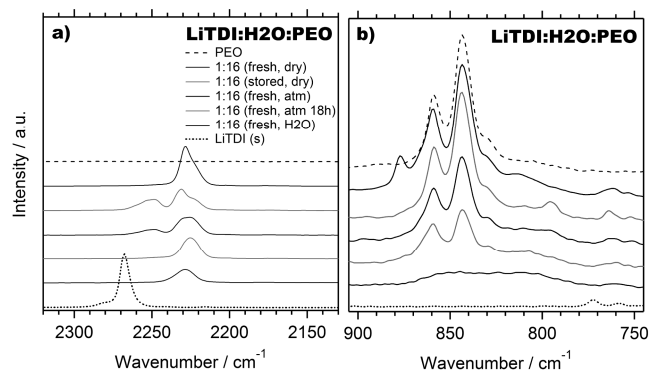 a) LiTDI:H2O:PEO
PEO
1:16 (fresh, dry)
1:16 (stored, dry)
1:16 (fresh, atm)
1:16 (fresh, atm 18h)
1:16 (fresh, H2O)
LiTDI (s)
Intensity / a.u.
2300 2250 2200 2150
Wavenumber / cm-1
b) LiTDI:H2O:PEO
900 850 800 750
Wavenumber / cm-1